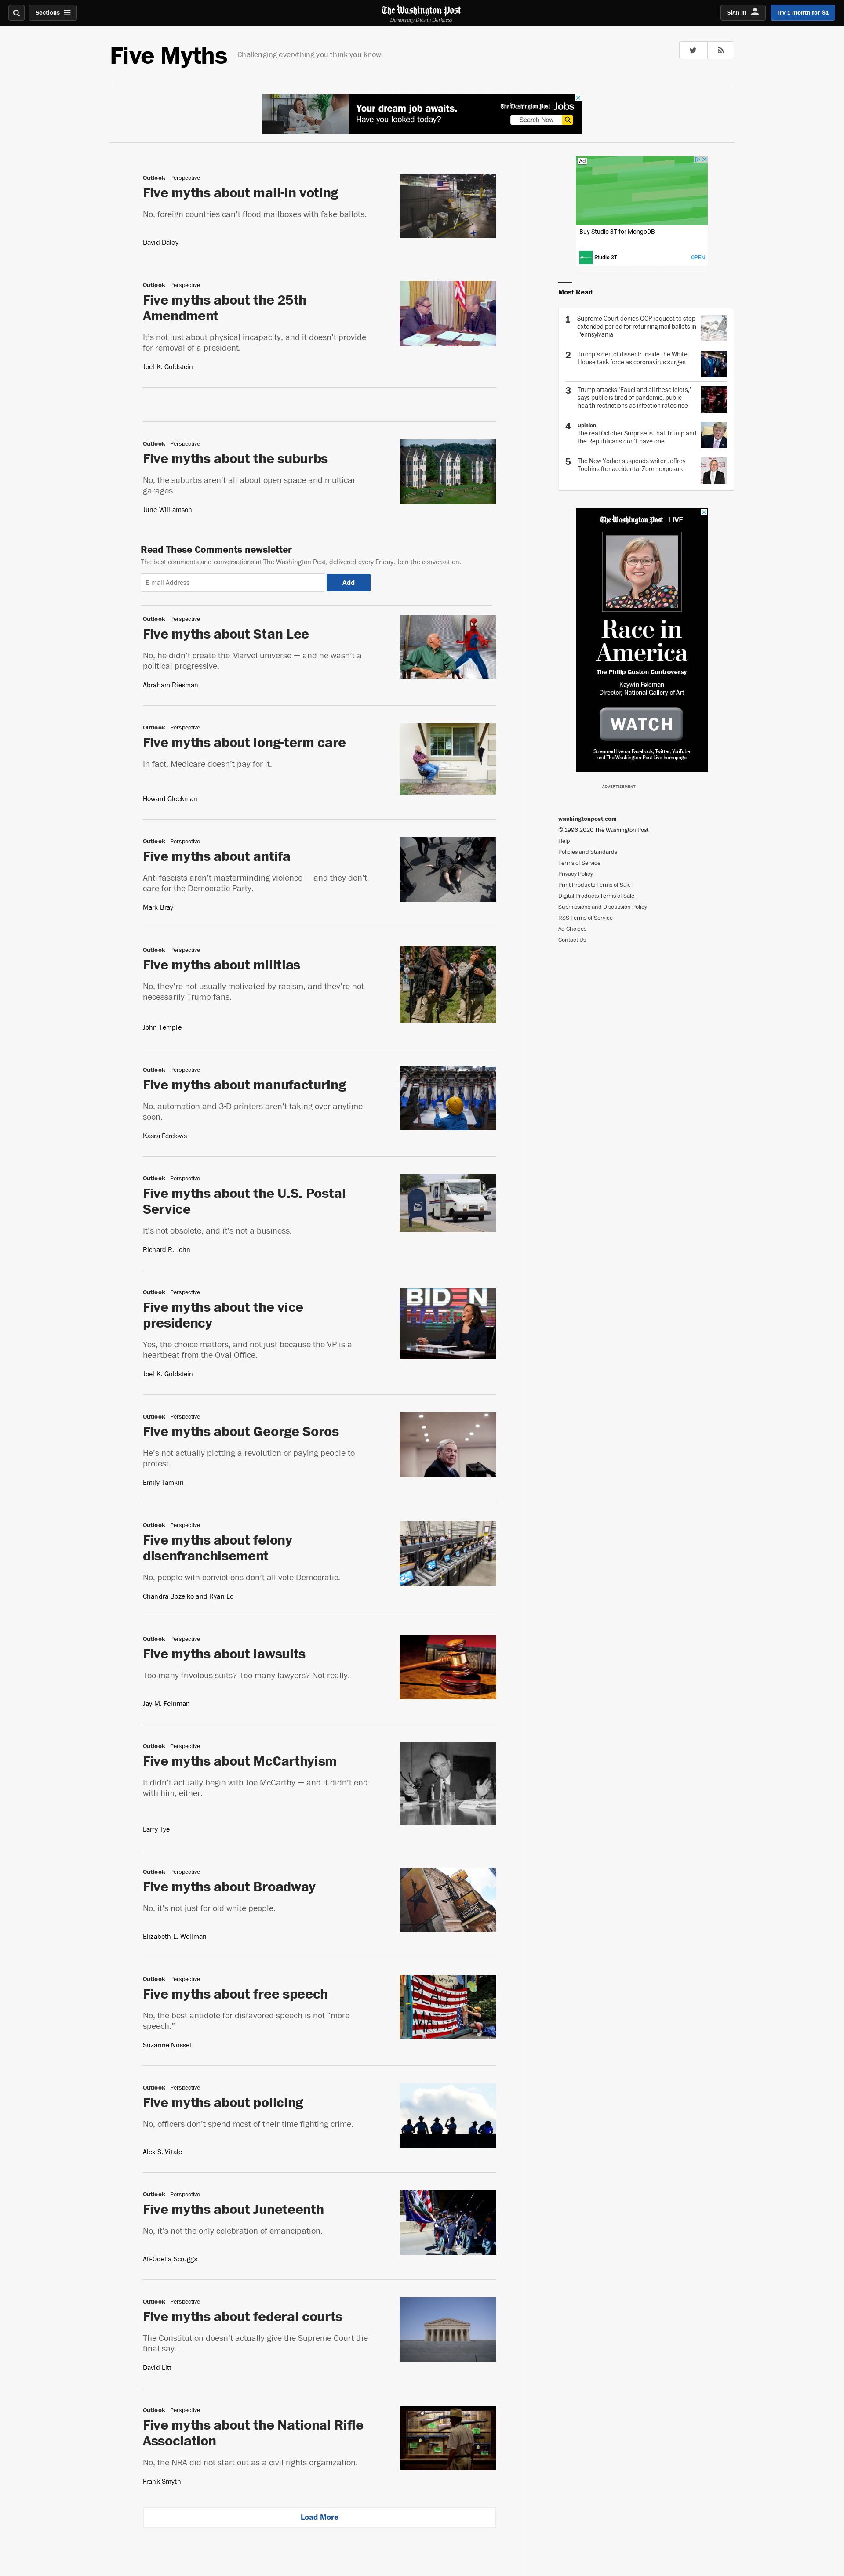 Sections
The Washington Post
Democracy Dies in Darkness
Sign In
Try 1 month for $1
Five Myths
Challenging everything you think you know
Your dream job awaits.
Have you looked today?
The Washington Post Jobs
Search Now
Outlook Perspective
Five myths about mail-in voting
No, foreign countries can't flood mailboxes with fake ballots.
David Daley
Outlook Perspective
Five myths about the 25th
Amendment
It's not just about physical incapacity, and it doesn't provide
for removal of a president.
Joel K. Goldstein
Outlook Perspective
Five myths about the suburbs
No, the suburbs aren't all about open space and multicar
garages.
June Williamson
Read These Comments newsletter
The best comments and conversations at The Washington Post, delivered every Friday. Join the conversation.
E-mail Address
Add
Outlook Perspective
Five myths about Stan Lee
No, he didn't create the Marvel universe — and he wasn't a
political progressive.
Abraham Riesman
Outlook Perspective
Five myths about long-term care
In fact, Medicare doesn't pay for it.
Howard Gleckman
Outlook Perspective
Five myths about antifa
Anti-fascists aren't masterminding violence — and they don't
care for the Democratic Party.
Mark Bray
Outlook Perspective
Five myths about militias
No, they're not usually motivated by racism, and they're not
necessarily Trump fans.
John Temple
Outlook Perspective
Five myths about manufacturing
No, automation and 3-D printers aren't taking over anytime
soon.
Kasra Ferdows
Outlook Perspective
Five myths about the U.S. Postal
Service
It's not obsolete, and it's not a business.
Richard R. John
Outlook Perspective
Five myths about the vice
presidency
Yes, the choice matters, and not just because the VP is a
heartbeat from the Oval Office.
Joel K. Goldstein
BIDEN
Outlook Perspective
Five myths about George Soros
He's not actually plotting a revolution or paying people to
protest.
Emily Tamkin
Outlook Perspective
Five myths about felony
disenfranchisement
No, people with convictions don't all vote Democratic.
Chandra Bozelko and Ryan Lo
Outlook Perspective
Five myths about lawsuits
Too many frivolous suits? Too many lawyers? Not really.
Jay M. Feinman
Outlook Perspective
Five myths about McCarthyism
It didn't actually begin with Joe McCarthy — and it didn't end
with him, either.
Larry Tye
Outlook Perspective
Five myths about Broadway
No, it's not just for old white people.
Elizabeth L. Wollman
Outlook Perspective
Five myths about free speech
No, the best antidote for disfavored speech is not "more
speech."
Suzanne Nossel
Outlook Perspective
Five myths about policing
No, officers don't spend most of their time fighting crime.
Alex S. Vitale
Outlook Perspective
Five myths about Juneteenth
No, it's not the only celebration of emancipation.
Afi-Odelia Scruggs
Outlook Perspective
Five myths about federal courts
The Constitution doesn't actually give the Supreme Court the
final say.
David Litt
Outlook Perspective
Five myths about the National Rifle
Association
No, the NRA did not start out as a civil rights organization.
Frank Smyth
Load More
Ad
Buy Studio 3T for MongoDB
Studio 3T
OPEN
Most Read
1 Supreme Court denies GOP request to stop
extended period for returning mail ballots in
Pennsylvania
2 Trump's den of dissent: Inside the White
House task force as coronavirus surges
3 Trump attacks 'Fauci and all these idiots,'
says public is tired of pandemic, public
health restrictions as infection rates rise
4 Opinion
The real October Surprise is that Trump and
the Republicans don't have one
5 The New Yorker suspends writer Jeffrey
Toobin after accidental Zoom exposure
The Washington Post LIVE
Race in
America
The Philip Guston Controversy
Kaywin Feldman
Director, National Gallery of Art
WATCH
Streamed live on Facebook, Twitter, YouTube
and The Washington Post Live homepage
ADVERTISEMENT
washingtonpost.com
© 1996-2020 The Washington Post
Help
Policies and Standards
Terms of Service
Privacy Policy
Print Products Terms of Sale
Digital Products Terms of Sale
Submissions and Discussion Policy
RSS Terms of Service
Ad Choices
Contact Us